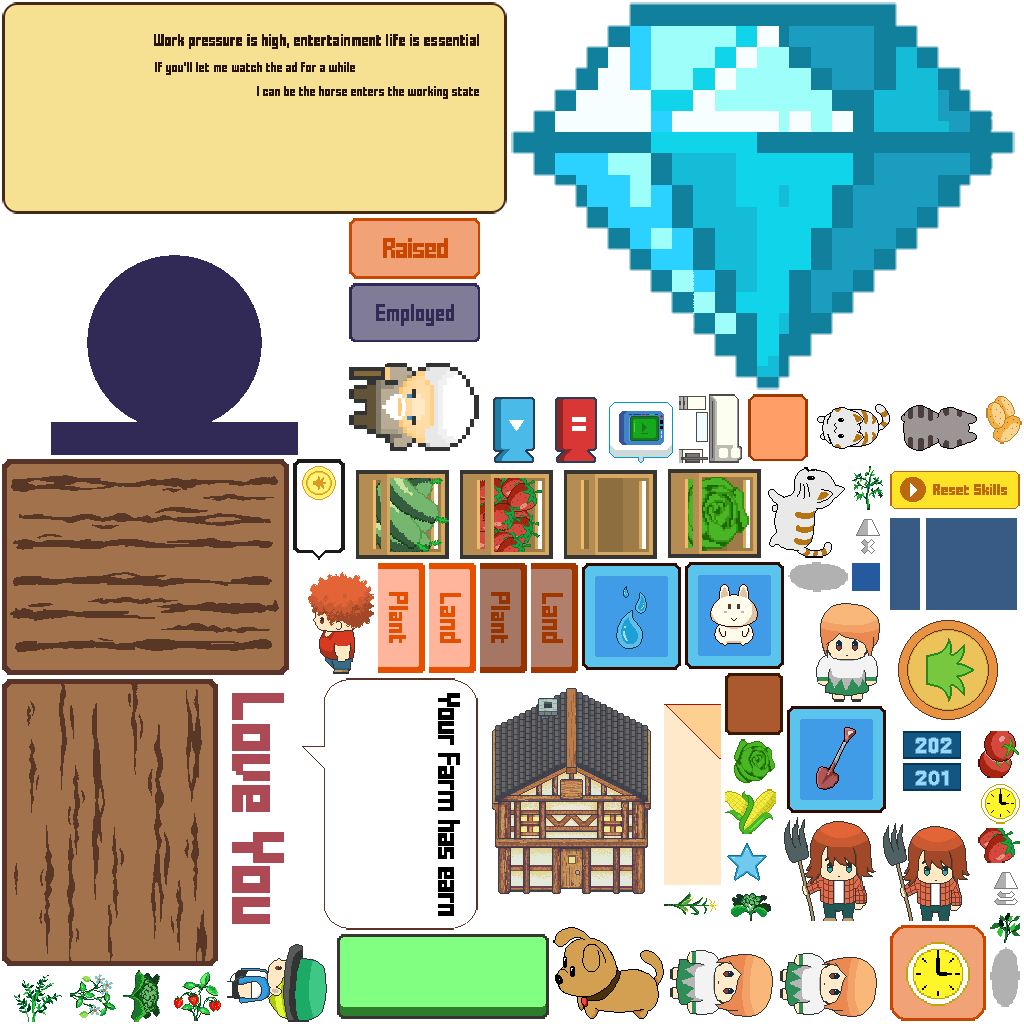 Work pressure is high, entertainment life is essential
If you'll let me watch the ad for a while
I can be the horse enters the working state
Raised
Employed
Reset Skills
Plant
Land
Plant
Land
Love You
Your Farm has earn
202
201